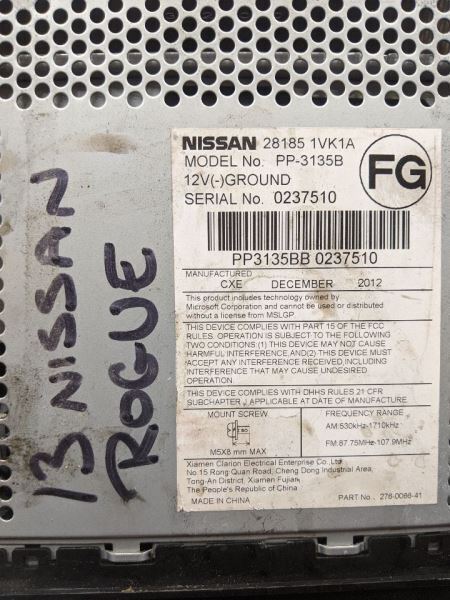 13 NISSAN
ROGUE
NISSAN 28185 1VK1A
MODEL No. PP-3135B
FG
12V(-)GROUND
SERIAL No. 0237510
PP3135BB 0237510
MANUFACTURED
CXE DECEMBER 2012
This product includes technology owned by
Microsoft Corporation and cannot be used or distributed
without a license from MSLGP
THIS DEVICE COMPLIES WITH PART 15 OF THE FCC
RULES. OPERATION IS SUBJECT TO THE FOLLOWING
TWO CONDITIONS:(1) THIS DEVICE MAY NOT CAUSE
HARMFUL INTERFERENCE,AND(2) THIS DEVICE MUST
ACCEPT ANY INTERFERENCE RECEIVED,INCLUDING
INTERFERENCE THAT MAY CAUSE UNDESIRED
OPERATION.
THIS DEVICE COMPLIES WITH DHHS RULES 21 CFR
SUBCHAPTER J APPLICABLE AT DATE OF MANUFACTURE.
MOUNT SCREW
M5X8 mm MAX
FREQUENCY RANGE
AM:530kHz-1710kHz
FM:87.75MHz-107.9MHz
Xiamen Clarion Electrical Enterprise Co.,Ltd
No 15 Rong Quan Road, Cheng Dong Industrial Area,
Tong-An District, Xiamen Fujian,
The People's Republic of China
MADE IN CHINA
PART No. 276-0066-41